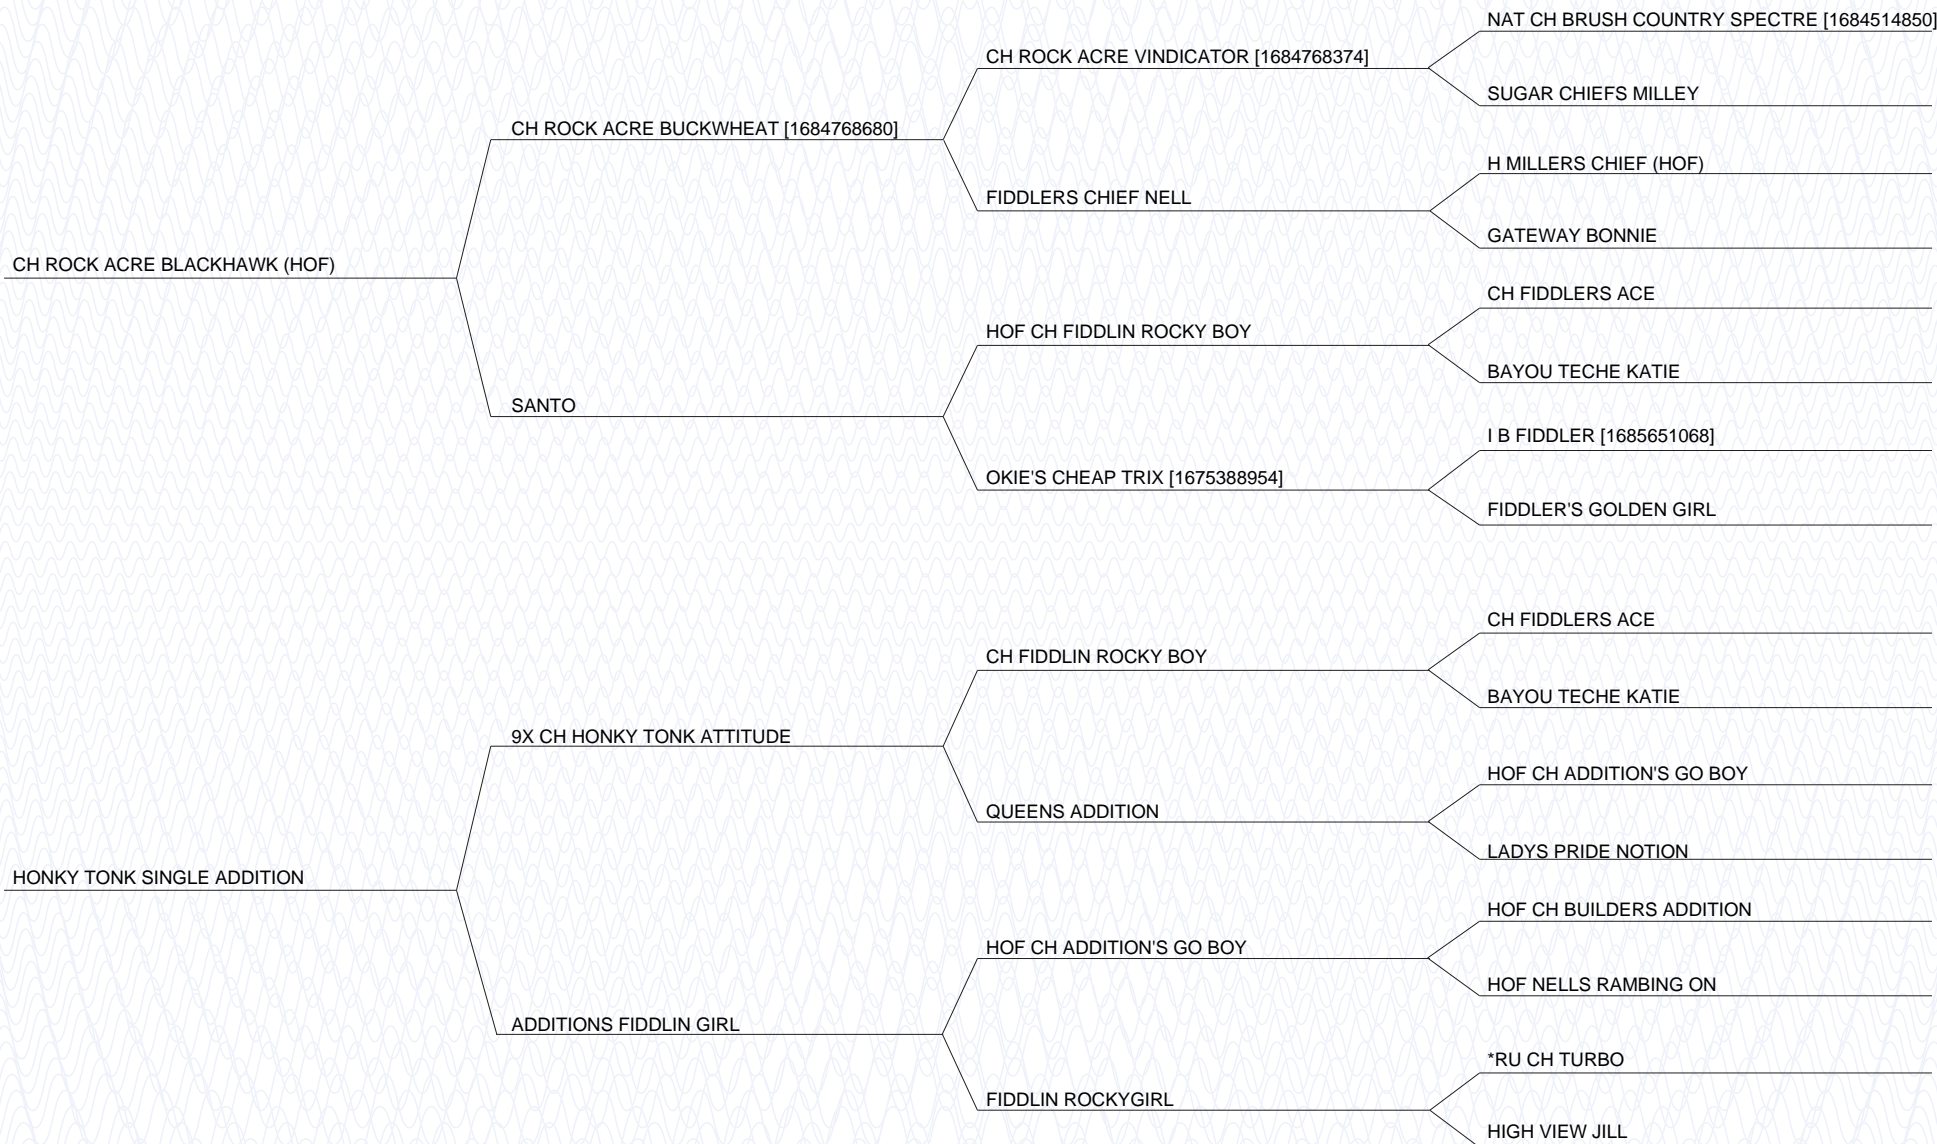 NAT CH BRUSH COUNTRY SPECTRE [1684514850]
CH ROCK ACRE VINDICATOR [1684768374]
SUGAR CHIEFS MILLEY
CH ROCK ACRE BUCKWHEAT [1684768680]
H MILLERS CHIEF (HOF)
FIDDLERS CHIEF NELL
GATEWAY BONNIE
CH ROCK ACRE BLACKHAWK (HOF)
CH FIDDLERS ACE
HOF CH FIDDLIN ROCKY BOY
BAYOU TECHE KATIE
SANTO
I B FIDDLER [1685651068]
OKIE'S CHEAP TRIX [1675388954]
FIDDLER'S GOLDEN GIRL
CH FIDDLERS ACE
CH FIDDLIN ROCKY BOY
BAYOU TECHE KATIE
9X CH HONKY TONK ATTITUDE
HOF CH ADDITION'S GO BOY
QUEENS ADDITION
LADYS PRIDE NOTION
HONKY TONK SINGLE ADDITION
HOF CH BUILDERS ADDITION
HOF CH ADDITION'S GO BOY
HOF NELLS RAMBING ON
ADDITIONS FIDDLIN GIRL
*RU CH TURBO
FIDDLIN ROCKYGIRL
HIGH VIEW JILL